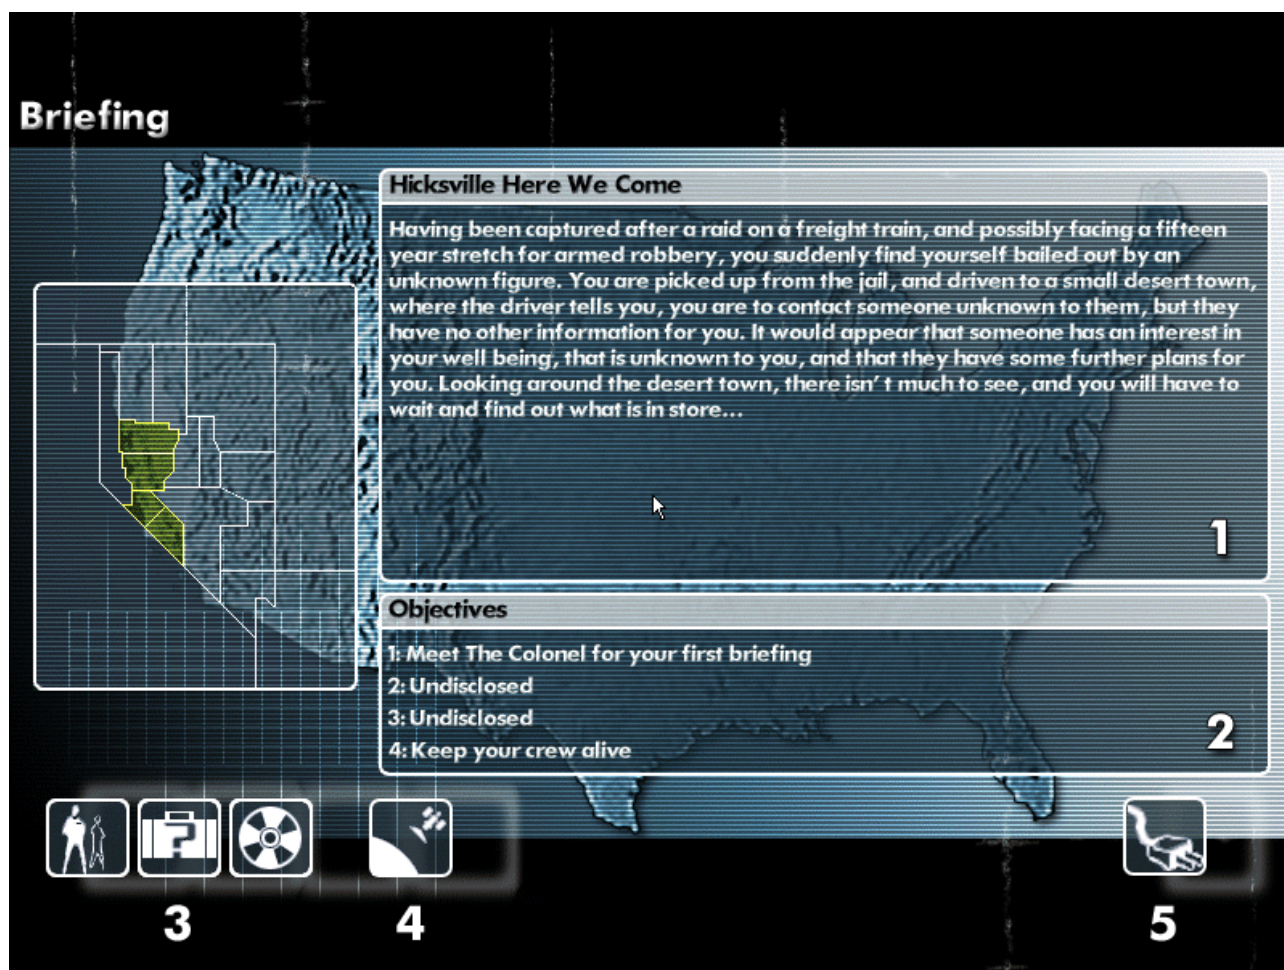 Briefing
Hicksville Here We Come
Having been captured after a raid on a freight train, and possibly facing a fifteen
year stretch for armed robbery, you suddenly find yourself bailed out by an
unknown figure. You are picked up from the jail, and driven to a small desert town,
where the driver tells you, you are to contact someone unknown to them, but they
have no other information for you. It would appear that someone has an interest in
your well being, that is unknown to you, and that they have some further plans for
you. Looking around the desert town, there isn' t much to see, and you will have to
wait and find out what is in store...
1
Objectives
1: Meet The Colonel for your first briefing
2: Undisclosed
3: Undisclosed
4: Keep your crew alive
2
?
3
4
5